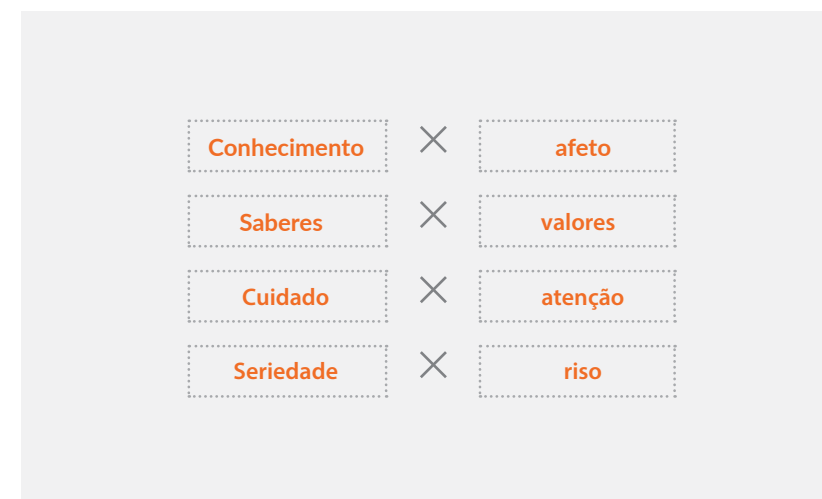 Conhecimento × afeto
Saberes × valores
Cuidado × atenção
Seriedade × riso